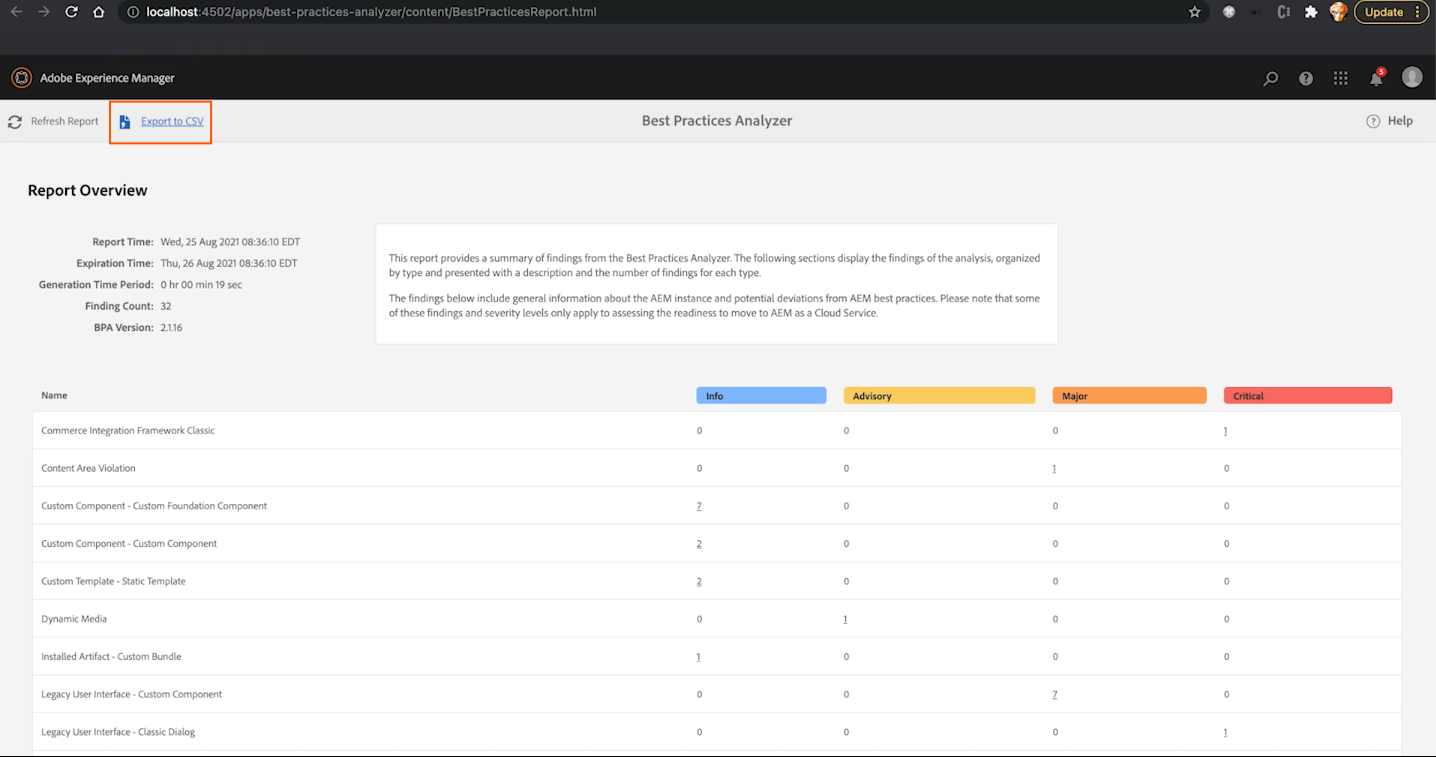 localhost:4502/apps/best-practices-analyzer/content/BestPracticesReport.html
Update
Adobe Experience Manager
5
Refresh Report
Export to CSV
Best Practices Analyzer
Help
Report Overview
Report Time: Wed, 25 Aug 2021 08:36:10 EDT
Expiration Time: Thu, 26 Aug 2021 08:36:10 EDT
Generation Time Period: 0 hr 00 min 19 sec
Finding Count: 32
BPA Version: 2.1.16
This report provides a summary of findings from the Best Practices Analyzer. The following sections display the findings of the analysis, organized
by type and presented with a description and the number of findings for each type.
The findings below include general information about the AEM instance and potential deviations from AEM best practices. Please note that some
of these findings and severity levels only apply to assessing the readiness to move to AEM as a Cloud Service.
Name Info Advisory Major Critical
Commerce Integration Framework Classic 0 0 0 1
Content Area Violation 0 0 1 0
Custom Component - Custom Foundation Component 7 0 0 0
Custom Component - Custom Component 2 0 0 0
Custom Template - Static Template 2 0 0 0
Dynamic Media 0 1 0 0
Installed Artifact - Custom Bundle 1 0 0 0
Legacy User Interface - Custom Component 0 0 7 0
Legacy User Interface - Classic Dialog 0 0 0 1